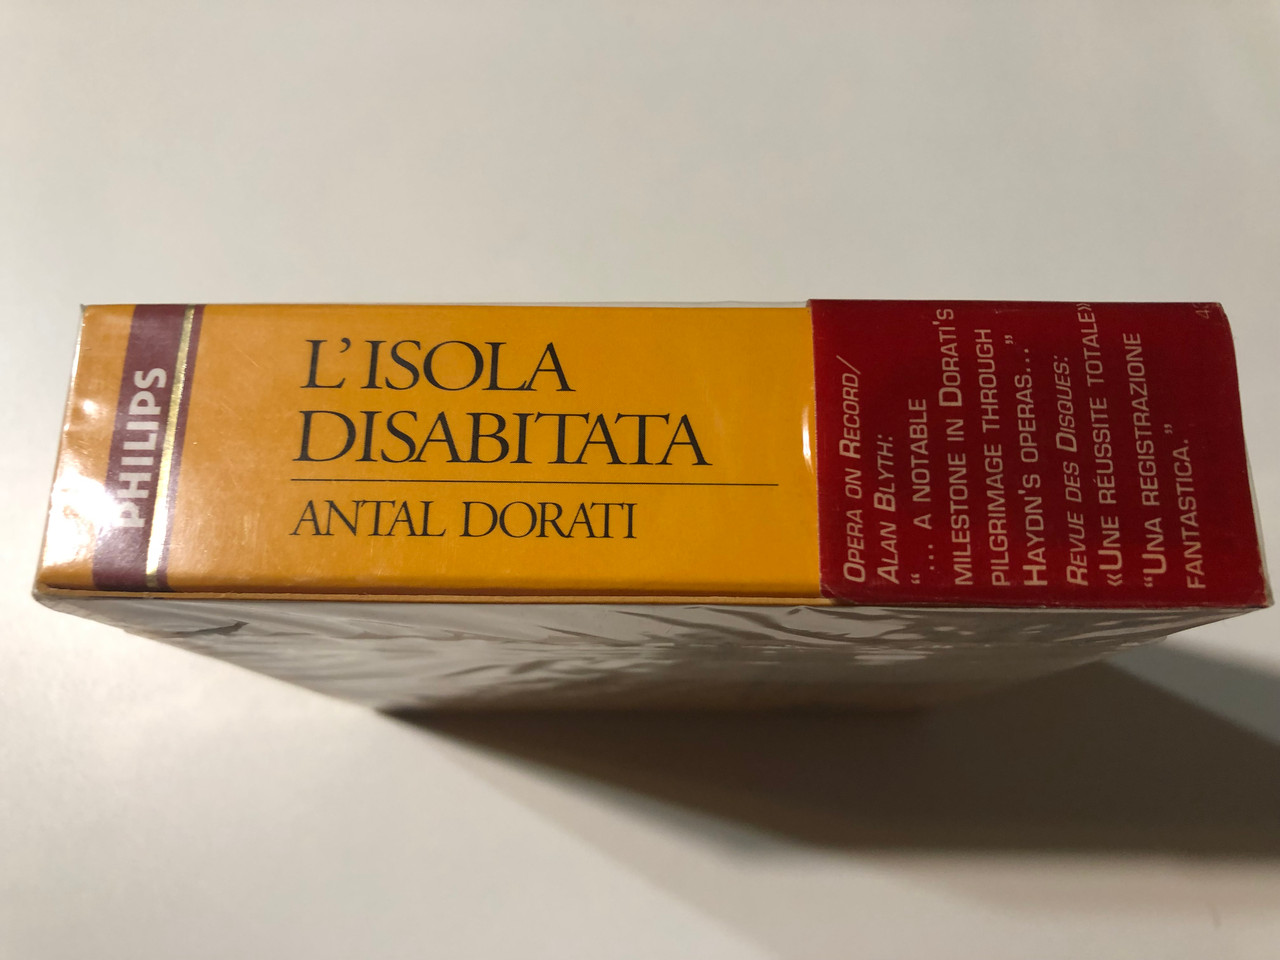 PHILIPS
L'ISOLA
DISABITATA
ANTAL DORATI
OPERA ON RECORD/
ALAN BLYTH:
“... A NOTABLE
MILESTONE IN DORATI'S
PILGRIMAGE THROUGH
HAYDN'S OPERAS...”
REVUE DES DISQUES:
«UNE RÉUSSITE TOTALE»
“UNA REGISTRAZIONE
FANTASTICA.”